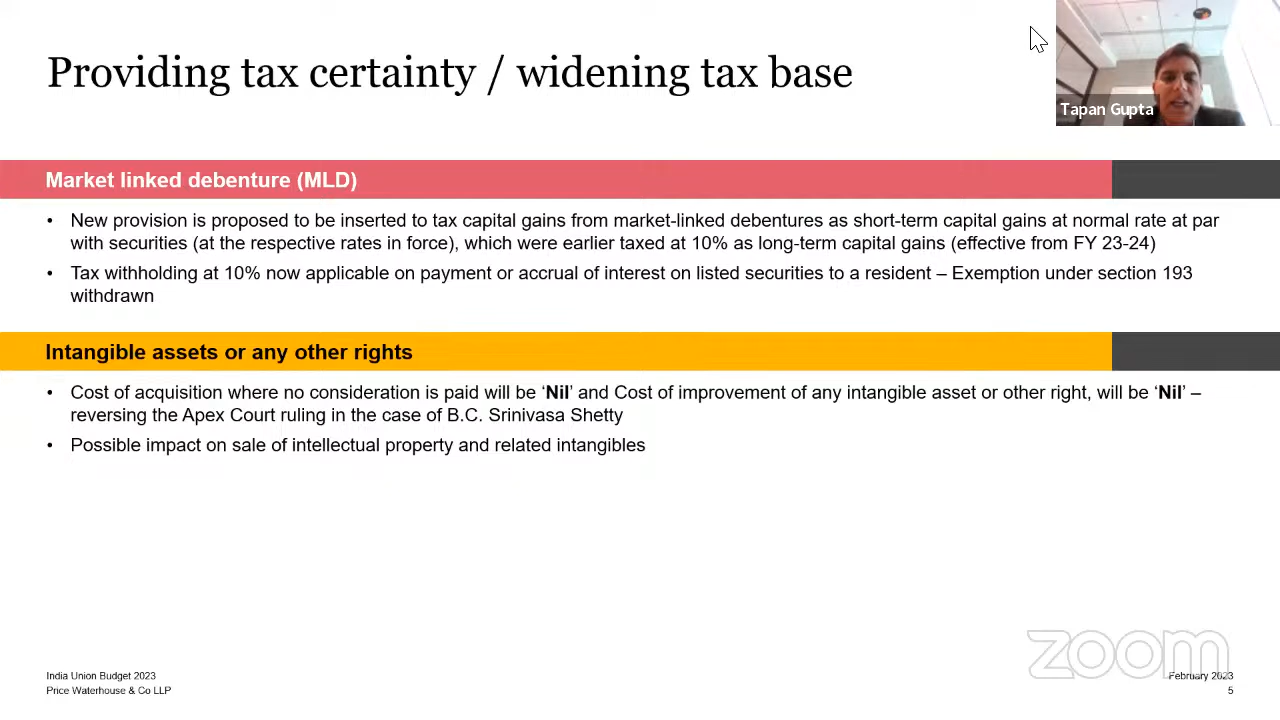 Providing tax certainty / widening tax base
Tapan Gupta
Market linked debenture (MLD)
• New provision is proposed to be inserted to tax capital gains from market-linked debentures as short-term capital gains at normal rate at par
with securities (at the respective rates in force), which were earlier taxed at 10% as long-term capital gains (effective from FY 23-24)
• Tax withholding at 10% now applicable on payment or accrual of interest on listed securities to a resident – Exemption under section 193
withdrawn
Intangible assets or any other rights
• Cost of acquisition where no consideration is paid will be ‘Nil’ and Cost of improvement of any intangible asset or other right, will be ‘Nil’ –
reversing the Apex Court ruling in the case of B.C. Srinivasa Shetty
• Possible impact on sale of intellectual property and related intangibles
zoom
India Union Budget 2023
Price Waterhouse & Co LLP
February 2023
5